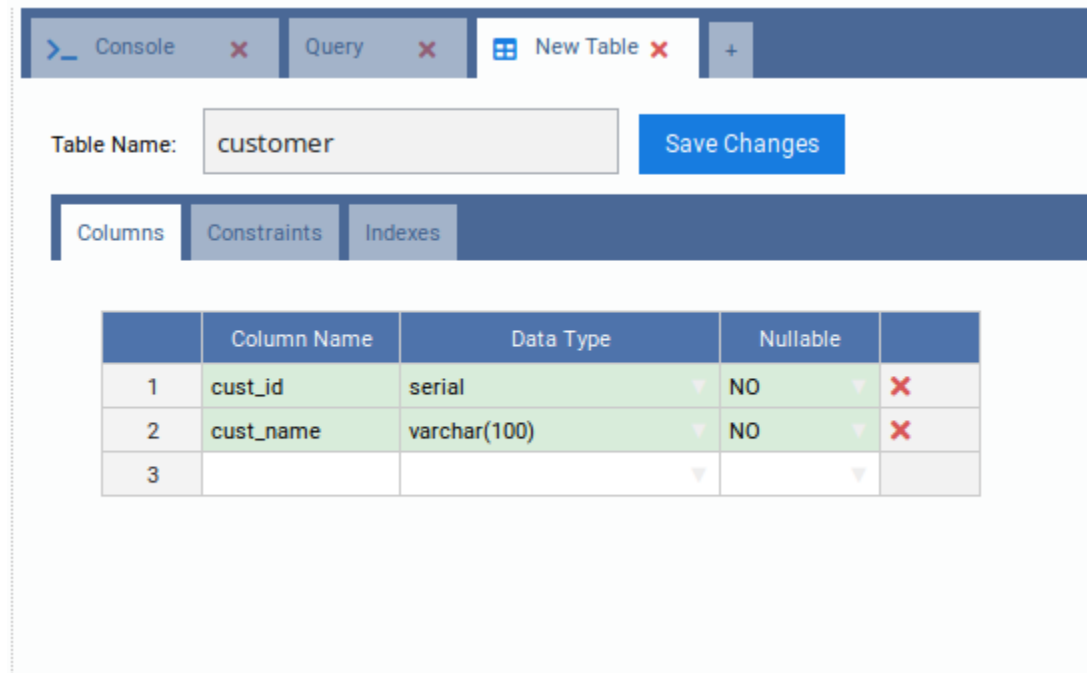 >_ Console × Query × New Table × +
Table Name: customer Save Changes
Columns Constraints Indexes
Column Name Data Type Nullable
1 cust_id serial NO ×
2 cust_name varchar(100) NO ×
3